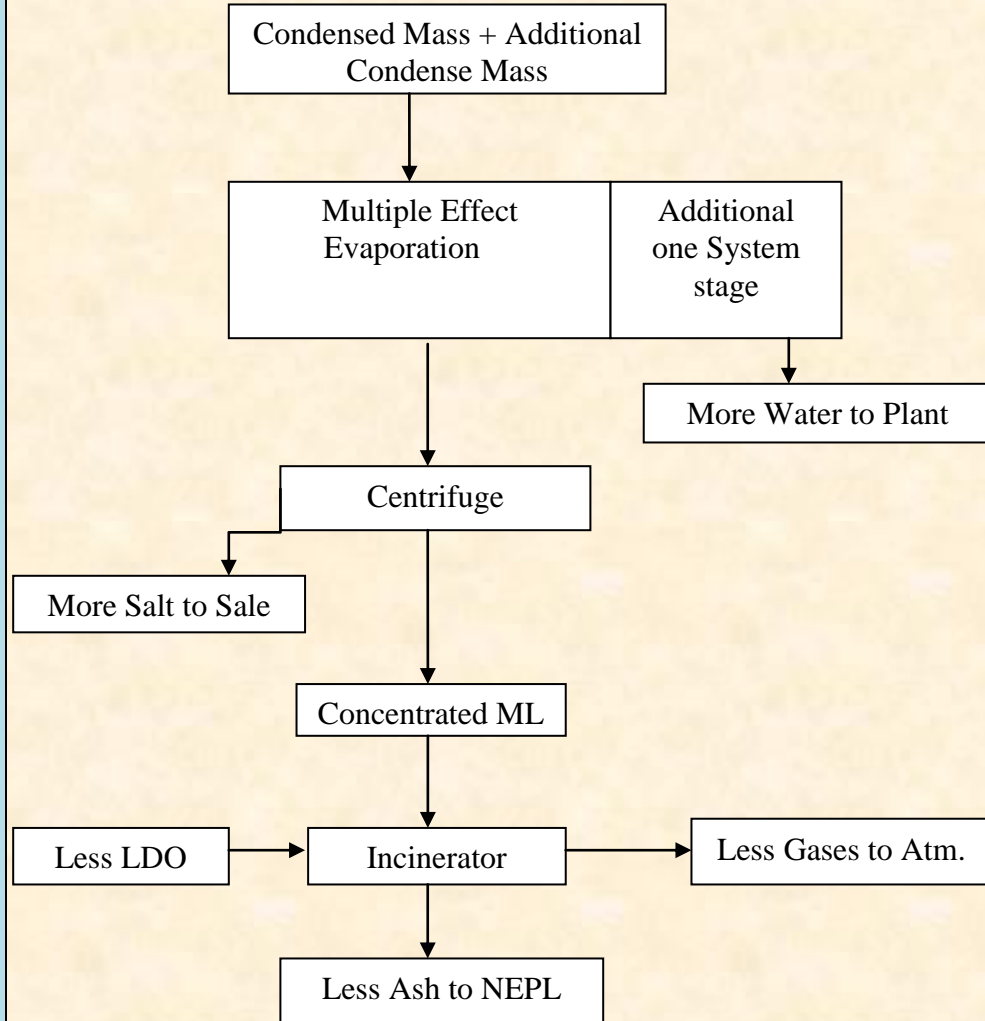 Condensed Mass + Additional
Condense Mass
Multiple Effect
Evaporation
Additional
one System
stage
More Water to Plant
Centrifuge
More Salt to Sale
Concentrated ML
Less LDO
Incinerator
Less Gases to Atm.
Less Ash to NEPL